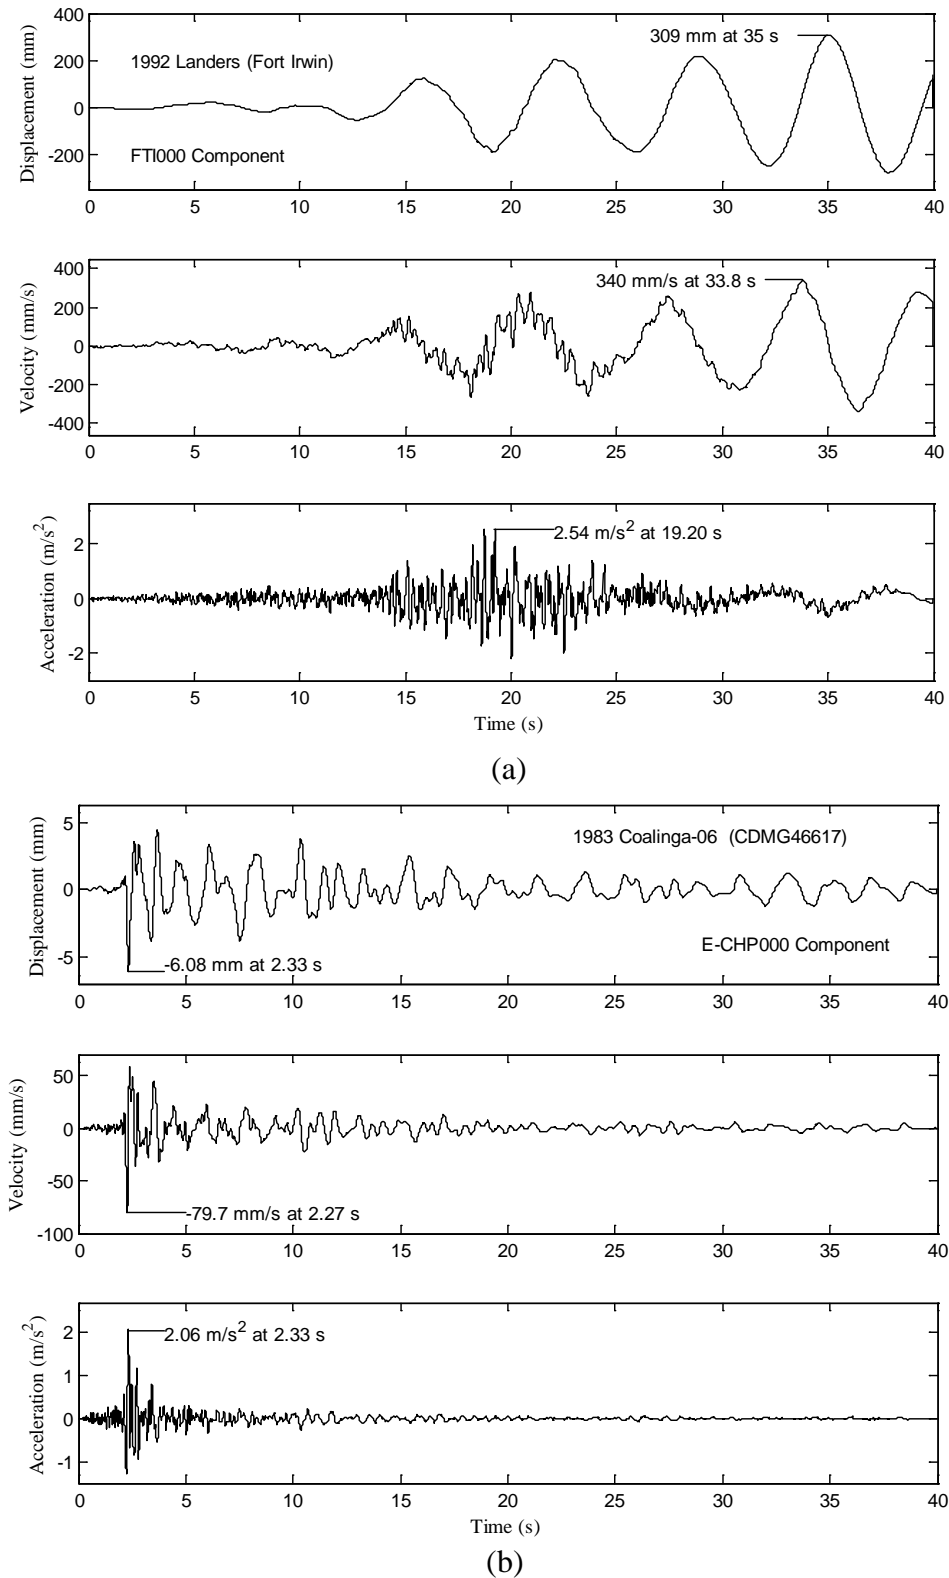 400
200
0
-200
Displacement (mm)
1992 Landers (Fort Irwin)
309 mm at 35 s
FTI000 Component
0 5 10 15 20 25 30 35 40
400
200
0
-200
-400
Velocity (mm/s)
340 mm/s at 33.8 s
0 5 10 15 20 25 30 35 40
2
0
-2
Acceleration (m/s²)
2.54 m/s² at 19.20 s
0 5 10 15 20 25 30 35 40
Time (s)
(a)
5
0
-5
Displacement (mm)
1983 Coalinga-06 (CDMG46617)
E-CHP000 Component
-6.08 mm at 2.33 s
0 5 10 15 20 25 30 35 40
50
0
-50
-100
Velocity (mm/s)
-79.7 mm/s at 2.27 s
0 5 10 15 20 25 30 35 40
2
1
0
-1
Acceleration (m/s²)
2.06 m/s² at 2.33 s
0 5 10 15 20 25 30 35 40
Time (s)
(b)